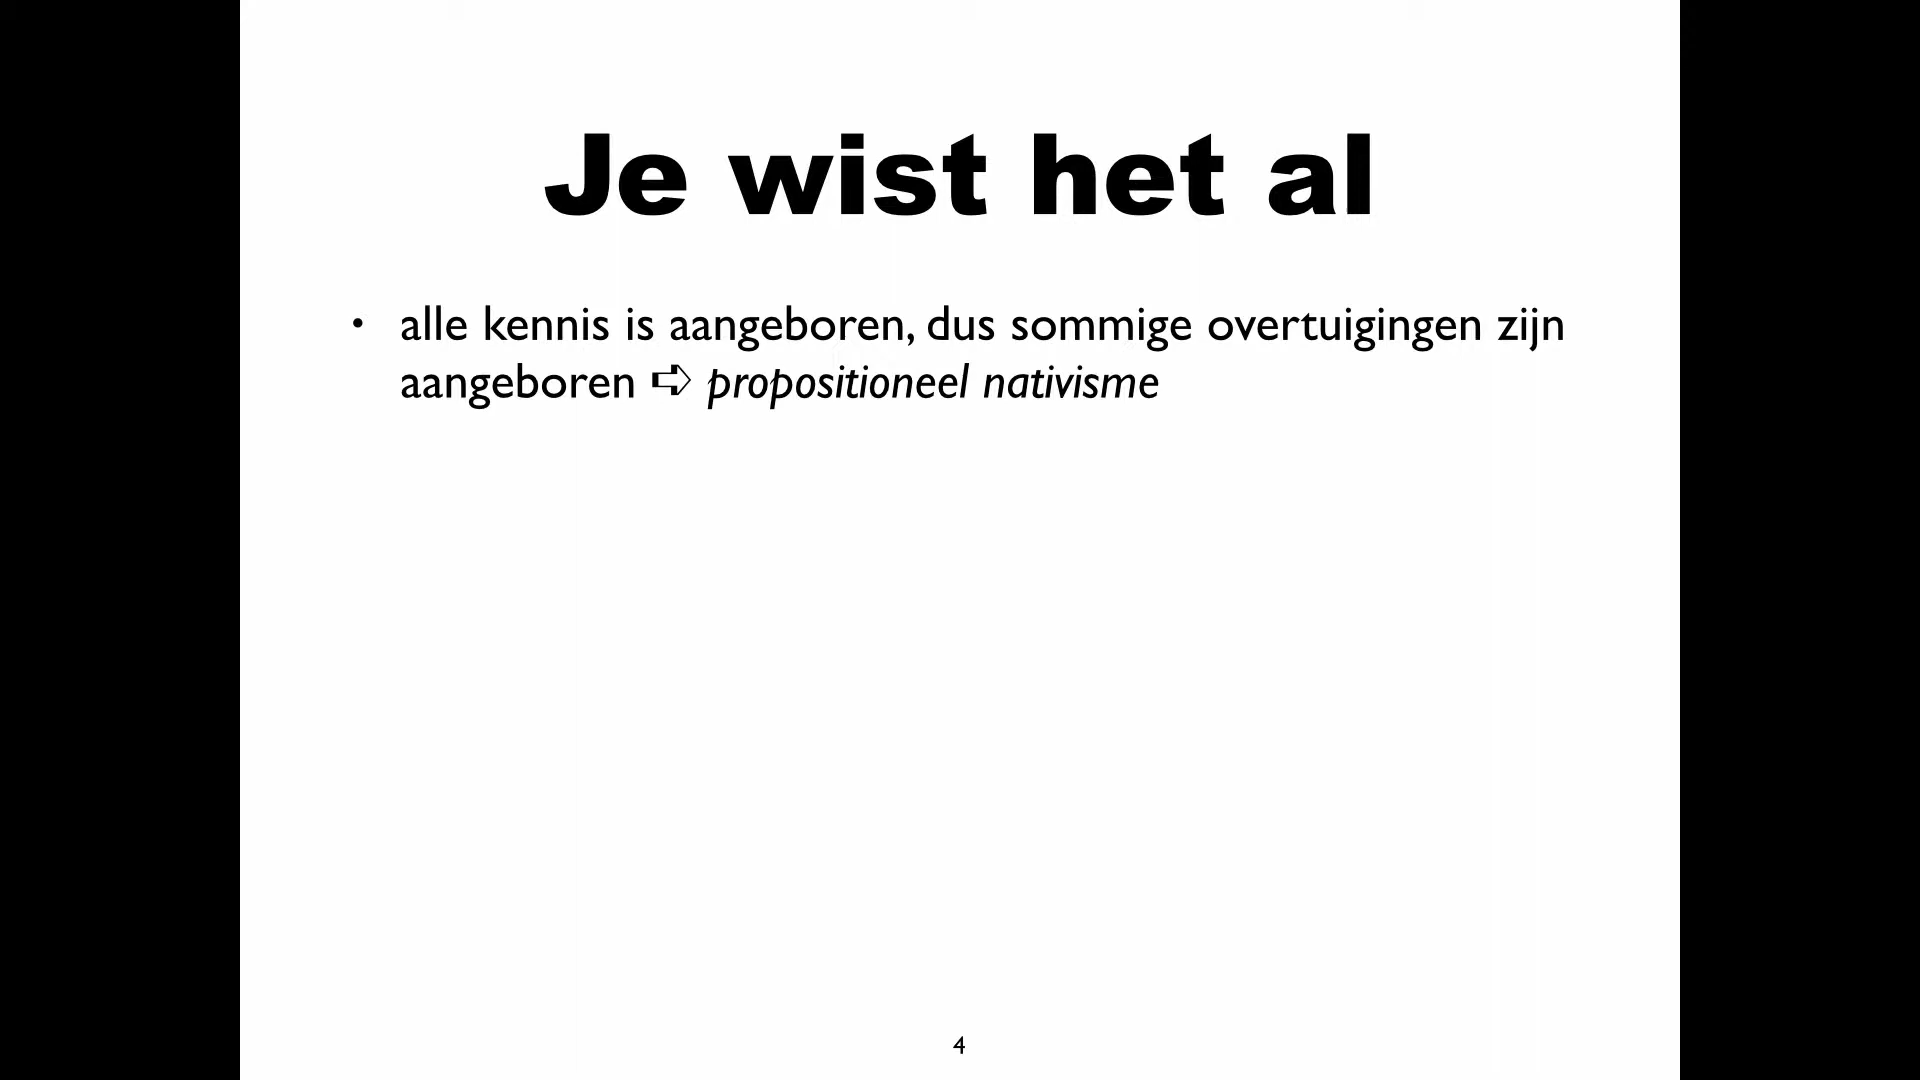 Je wist het al
• alle kennis is aangeboren, dus sommige overtuigingen zijn
aangeboren ➪ propositioneel nativisme
4